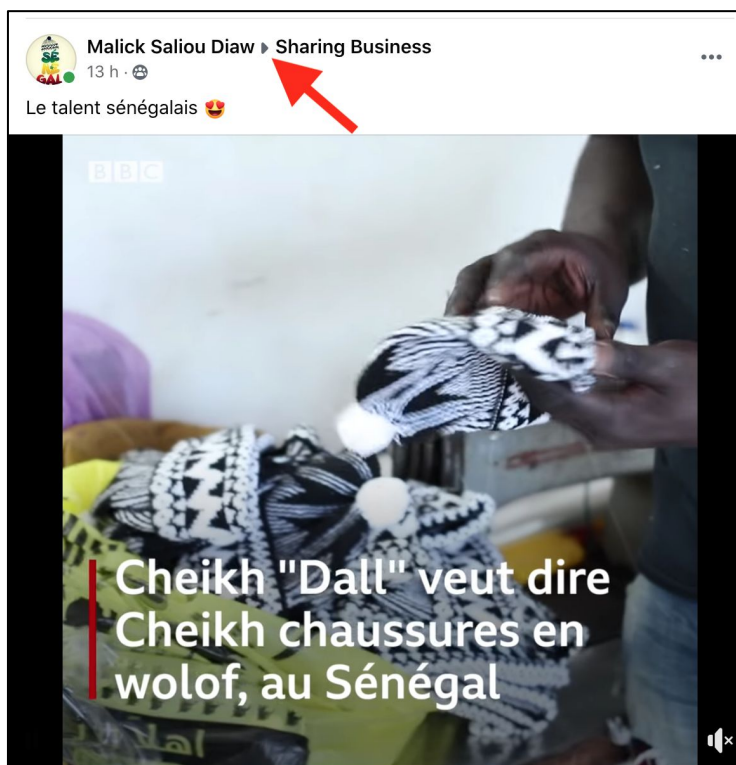 Malick Saliou Diaw ▸ Sharing Business
13 h ·
Le talent sénégalais 😍
BBC
Cheikh "Dall" veut dire
Cheikh chaussures en
wolof, au Sénégal